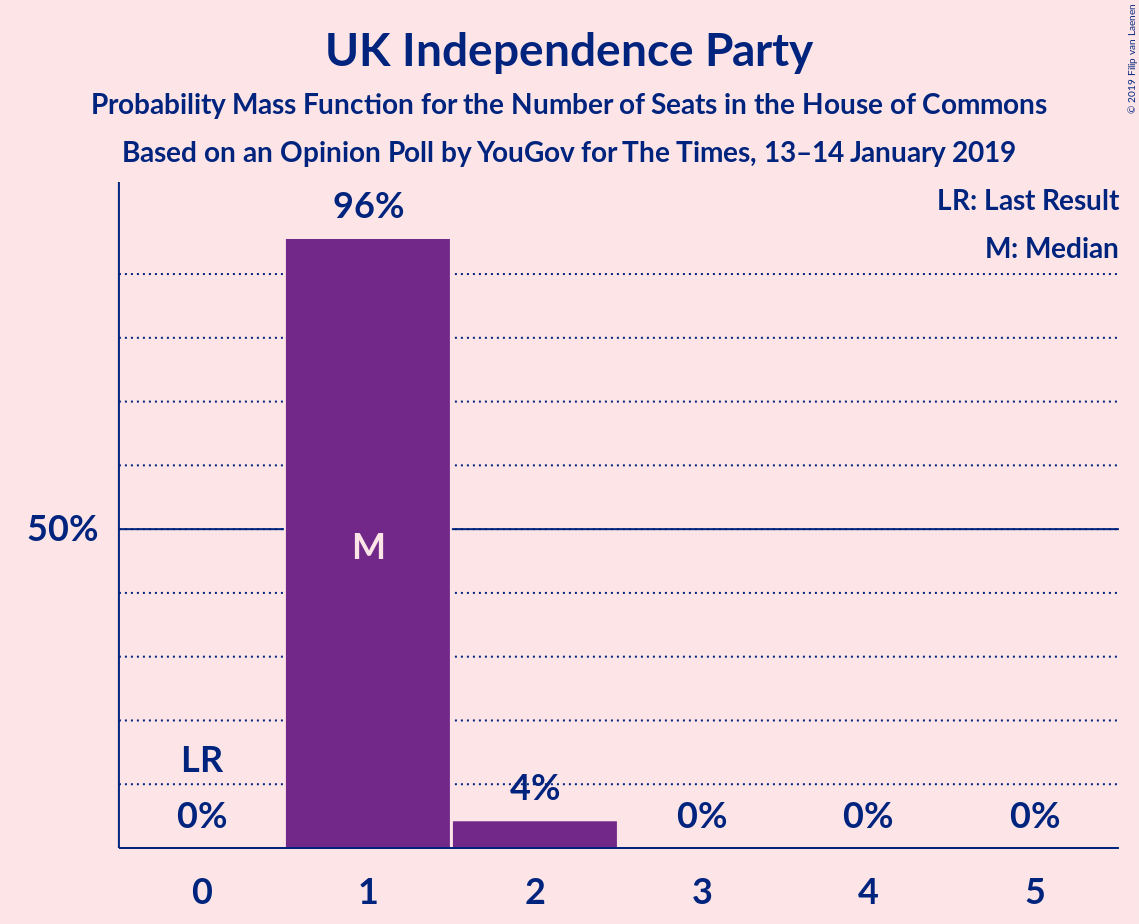 UK Independence Party
Probability Mass Function for the Number of Seats in the House of Commons
Based on an Opinion Poll by YouGov for The Times, 13–14 January 2019
© 2019 Filip van Laenen
LR: Last Result
M: Median
96%
50%
M
LR
0%
4%
0%
0%
0%
0 1 2 3 4 5